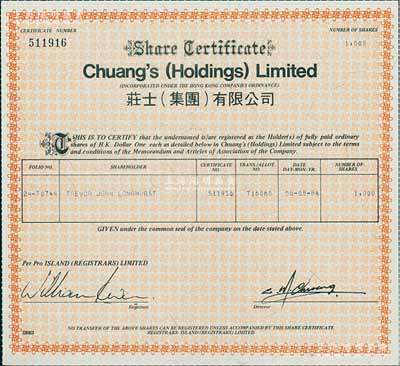 CERTIFICATE NUMBER
511916
NUMBER OF SHARES
1,000
Share Certificate
Chuang's (Holdings) Limited
(INCORPORATED UNDER THE HONG KONG COMPANIES ORDINANCE)
莊士（集團）有限公司
THIS IS TO CERTIFY that the undernamed is/are registered as the Holder(s) of fully paid ordinary
shares of H.K. Dollar One each as detailed below in Chuang's (Holdings) Limited subject to the terms
and conditions of the Memorandum and Articles of Association of the Company.
FOLIO NO. SHAREHOLDER CERTIFICATE NO. TRANS./ALLOT. NO. DATE DAY-MON. YR. NUMBER OF SHARES
TREVOR JOHN LONGHURST 511916 1,000
GIVEN under the common seal of the company on the date stated above.
Per Pro ISLAND (REGISTRARS) LIMITED
Registrars
Director
NO TRANSFER OF THE ABOVE SHARES CAN BE REGISTERED UNLESS ACCOMPANIED BY THIS SHARE CERTIFICATE
REGISTRARS: ISLAND (REGISTRARS) LIMITED